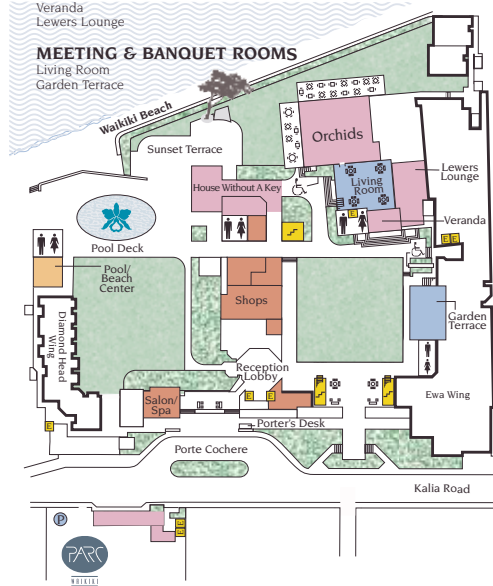 Veranda
Lewers Lounge
MEETING & BANQUET ROOMS
Living Room
Garden Terrace
Waikiki Beach
Orchids
Sunset Terrace
Lewers
Lounge
Living
Room
House Without A Key
E
Veranda
E E
Pool Deck
Pool/
Beach
Center
Shops
Garden
Terrace
Diamond Head
Wing
Reception
Lobby
Ewa Wing
Salon/
Spa
E E
E E
Porter's Desk
E
Porte Cochere
Kalia Road
P
PARC
WAIKIKI